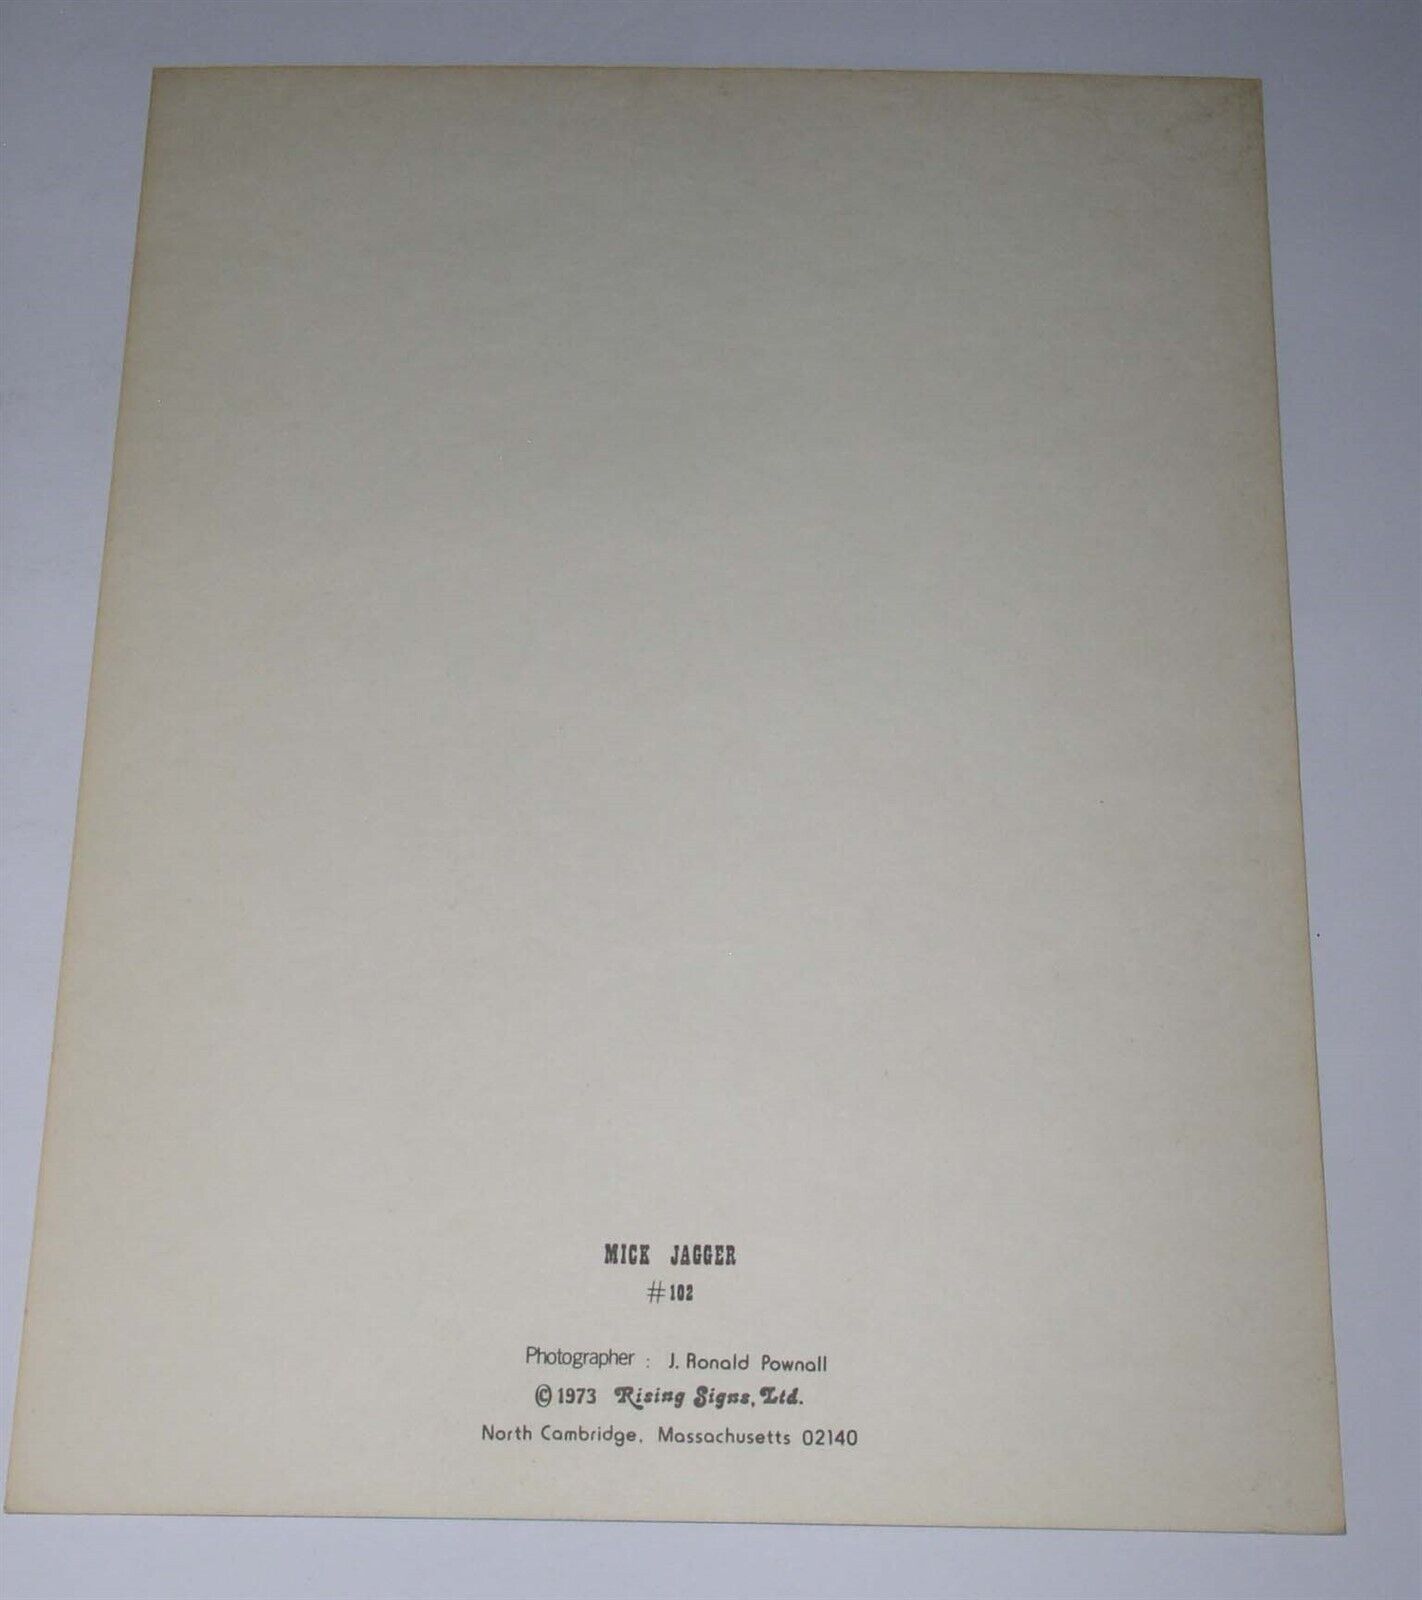 MICK JAGGER
#102
Photographer : J. Ronald Pownall
© 1973 Rising Signs, Ltd.
North Cambridge, Massachusetts 02140